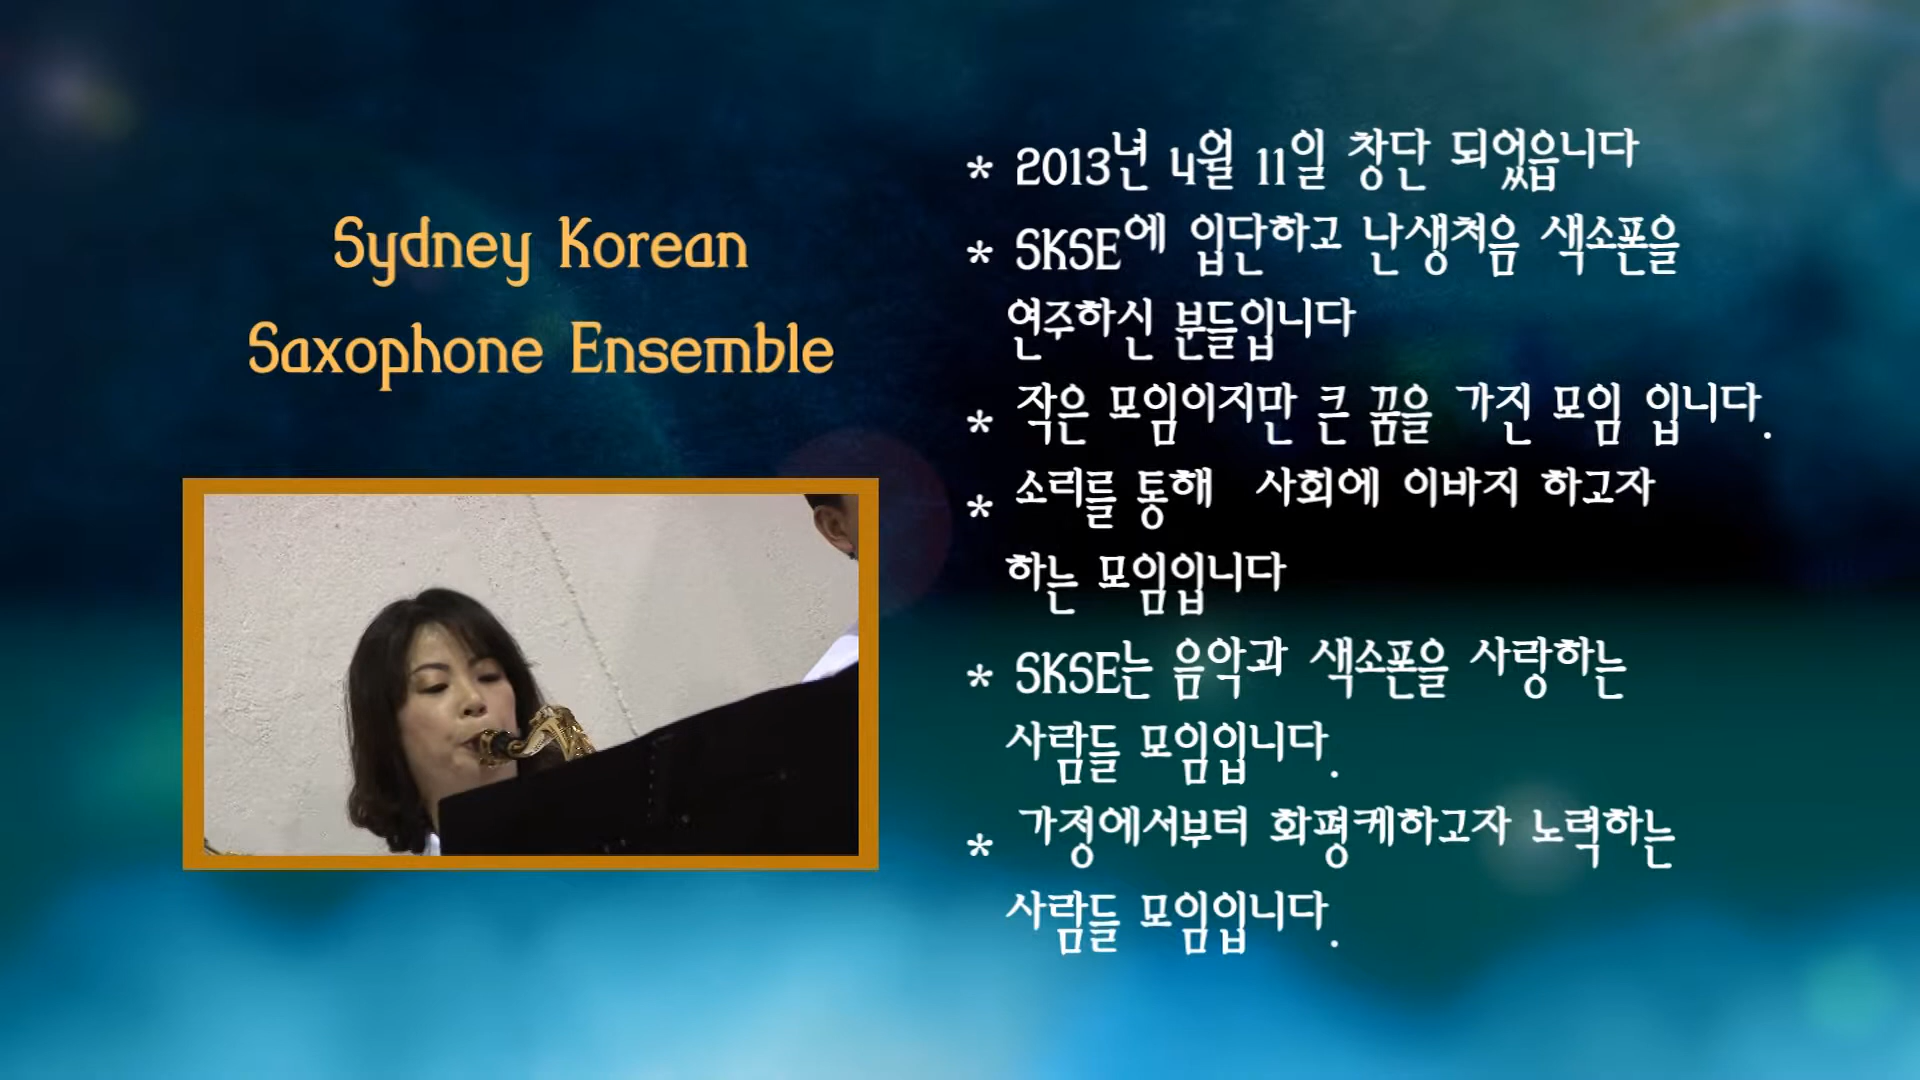 Sydney Korean
Saxophone Ensemble
* 2013년 4월 11일 창단 되었읍니다
* SKSE에 입단하고 난생처음 색소폰을
연주하신 분들입니다
* 작은 모임이지만 큰 꿈을 가진 모임 입니다.
* 소리를 통해 사회에 이바지 하고자
하는 모임입니다
* SKSE는 음악과 색소폰을 사랑하는
사람들 모임입니다.
* 가정에서부터 화평케하고자 노력하는
사람들 모임입니다.